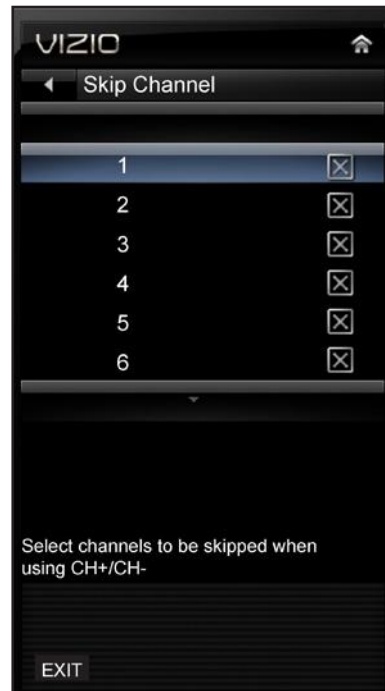 VIZIO
Skip Channel
1
2
3
4
5
6
Select channels to be skipped when
using CH+/CH-
EXIT